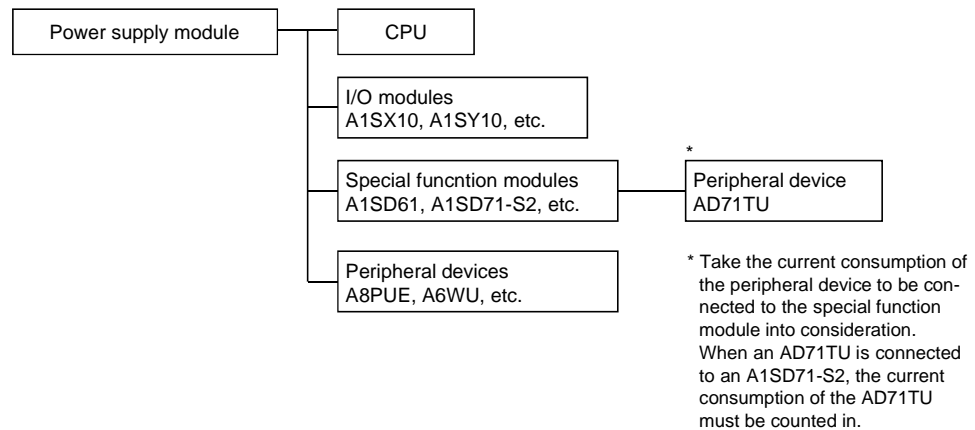 Power supply module
CPU
I/O modules
A1SX10, A1SY10, etc.
Special funcntion modules
A1SD61, A1SD71-S2, etc.
*
Peripheral device
AD71TU
Peripheral devices
A8PUE, A6WU, etc.
* Take the current consumption of
the peripheral device to be con-
nected to the special function
module into consideration.
When an AD71TU is connected
to an A1SD71-S2, the current
consumption of the AD71TU
must be counted in.